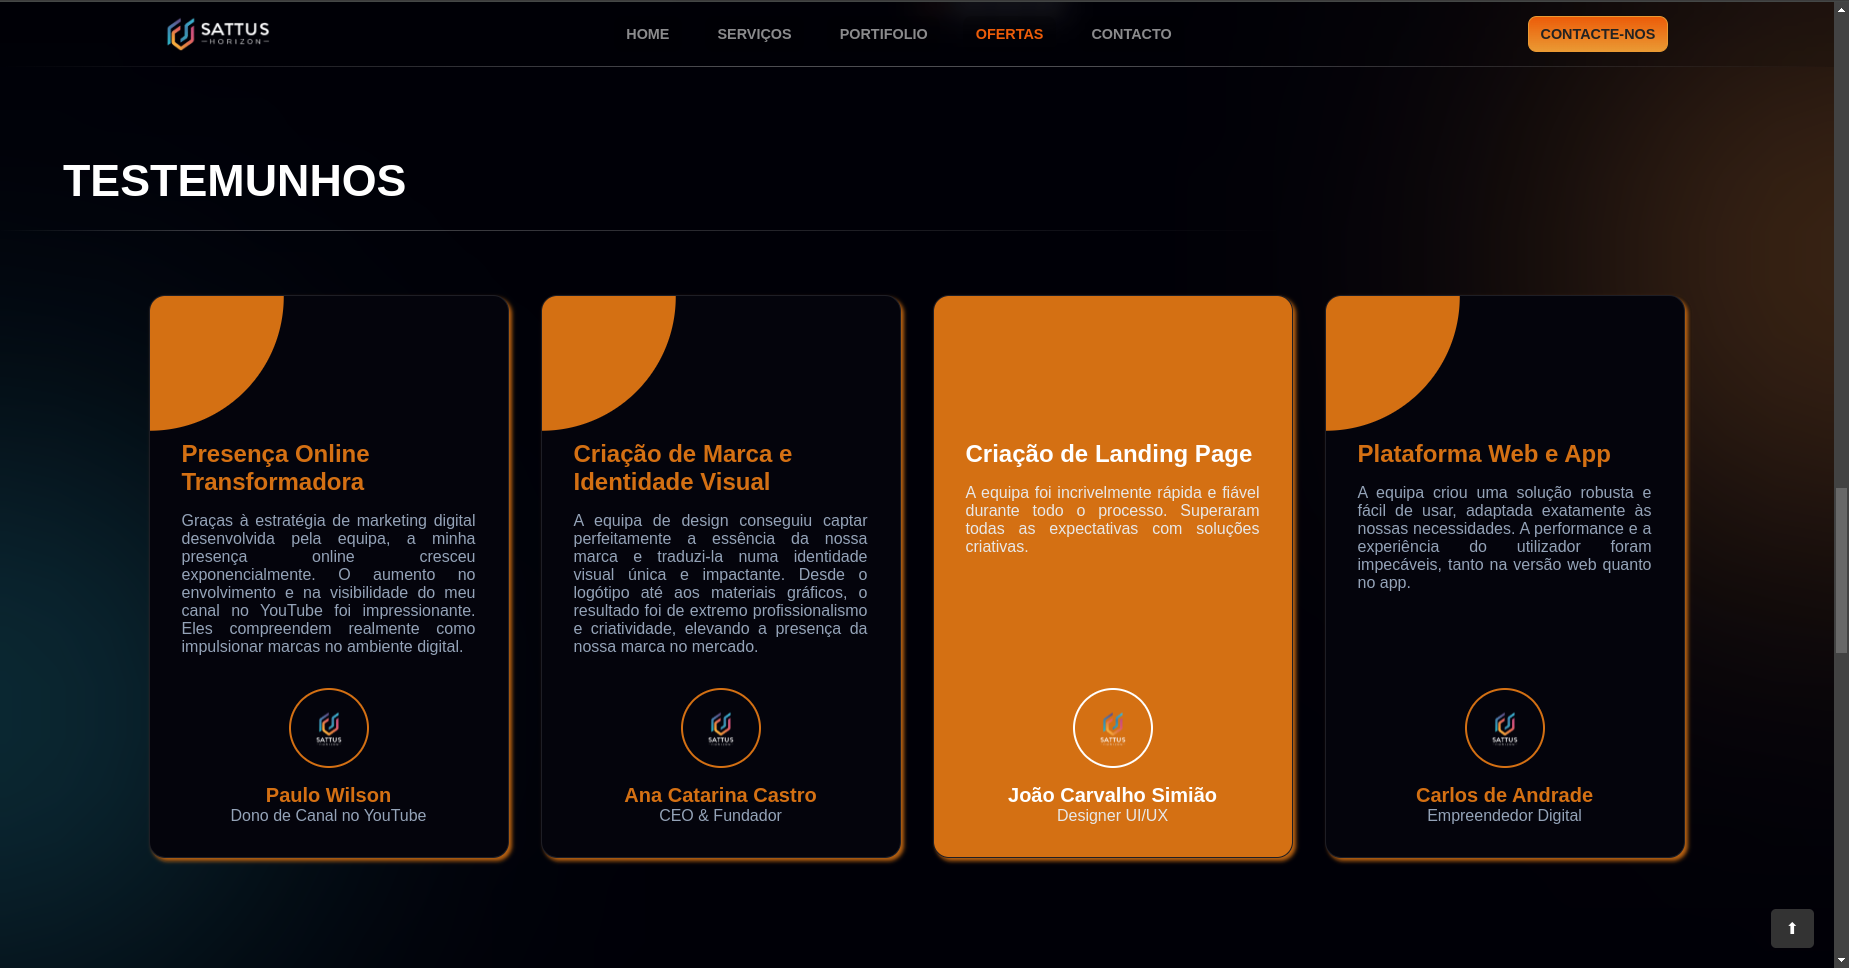 SATTUS
HORIZON
HOME
SERVIÇOS
PORTIFOLIO
OFERTAS
CONTACTO
CONTACTE-NOS
TESTEMUNHOS
Presença Online
Transformadora
Graças à estratégia de marketing digital
desenvolvida pela equipa, a minha
presença online cresceu
exponencialmente. O aumento no
envolvimento e na visibilidade do meu
canal no YouTube foi impressionante.
Eles compreendem realmente como
impulsionar marcas no ambiente digital.
SATTUS
Paulo Wilson
Dono de Canal no YouTube
Criação de Marca e
Identidade Visual
A equipa de design conseguiu captar
perfeitamente a essência da nossa
marca e traduzi-la numa identidade
visual única e impactante. Desde o
logótipo até aos materiais gráficos, o
resultado foi de extremo profissionalismo
e criatividade, elevando a presença da
nossa marca no mercado.
SATTUS
Ana Catarina Castro
CEO & Fundador
Criação de Landing Page
A equipa foi incrivelmente rápida e fiável
durante todo o processo. Superaram
todas as expectativas com soluções
criativas.
SATTUS
João Carvalho Simião
Designer UI/UX
Plataforma Web e App
A equipa criou uma solução robusta e
fácil de usar, adaptada exatamente às
nossas necessidades. A performance e a
experiência do utilizador foram
impecáveis, tanto na versão web quanto
no app.
SATTUS
Carlos de Andrade
Empreendedor Digital